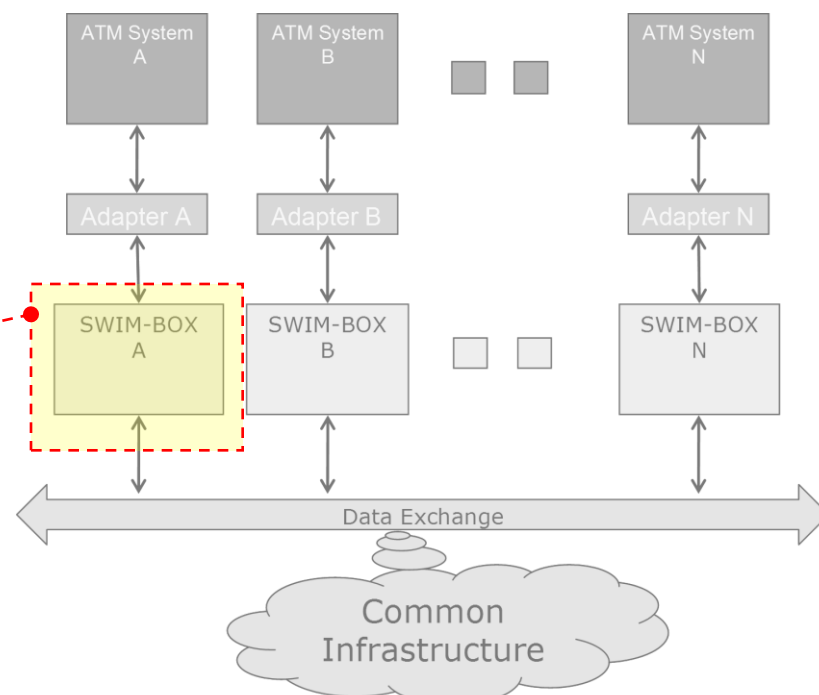 ATM System
A
ATM System
B
ATM System
N
Adapter A
Adapter B
Adapter N
SWIM-BOX
A
SWIM-BOX
B
SWIM-BOX
N
Data Exchange
Common
Infrastructure